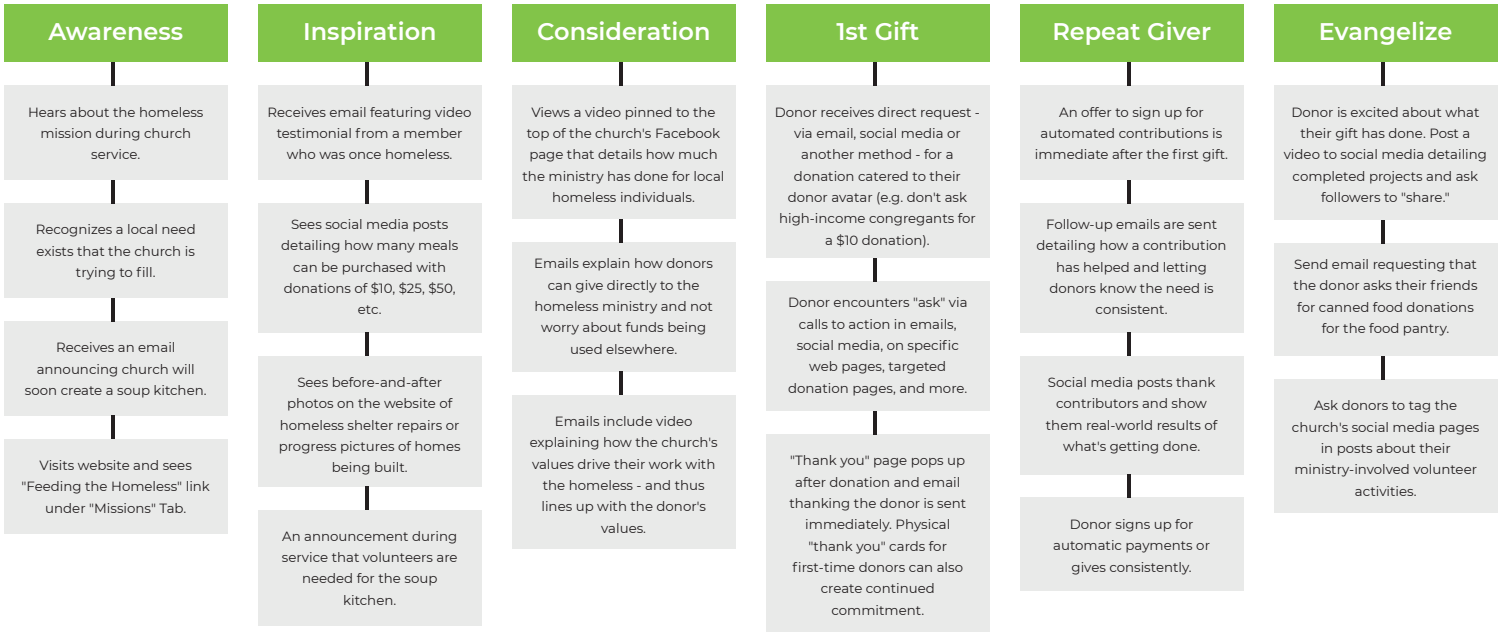 Awareness
Hears about the homeless
mission during church
service.
Recognizes a local need
exists that the church is
trying to fill.
Receives an email
announcing church will
soon create a soup kitchen.
Visits website and sees
"Feeding the Homeless" link
under "Missions" Tab.
Inspiration
Receives email featuring video
testimonial from a member
who was once homeless.
Sees social media posts
detailing how many meals
can be purchased with
donations of $10, $25, $50,
etc.
Sees before-and-after
photos on the website of
homeless shelter repairs or
progress pictures of homes
being built.
An announcement during
service that volunteers are
needed for the soup
kitchen.
Consideration
Views a video pinned to the
top of the church's Facebook
page that details how much
the ministry has done for local
homeless individuals.
Emails explain how donors
can give directly to the
homeless ministry and not
worry about funds being
used elsewhere.
Emails include video
explaining how the church's
values drive their work with
the homeless - and thus
lines up with the donor's
values.
1st Gift
Donor receives direct request -
via email, social media or
another method - for a
donation catered to their
donor avatar (e.g. don't ask
high-income congregants for
a $10 donation).
Donor encounters "ask" via
calls to action in emails,
social media, on specific
web pages, targeted
donation pages, and more.
"Thank you" page pops up
after donation and email
thanking the donor is sent
immediately. Physical
"thank you" cards for
first-time donors can also
create continued
commitment.
Repeat Giver
An offer to sign up for
automated contributions is
immediate after the first gift.
Follow-up emails are sent
detailing how a contribution
has helped and letting
donors know the need is
consistent.
Social media posts thank
contributors and show
them real-world results of
what's getting done.
Donor signs up for
automatic payments or
gives consistently.
Evangelize
Donor is excited about what
their gift has done. Post a
video to social media detailing
completed projects and ask
followers to "share."
Send email requesting that
the donor asks their friends
for canned food donations
for the food pantry.
Ask donors to tag the
church's social media pages
in posts about their
ministry-involved volunteer
activities.